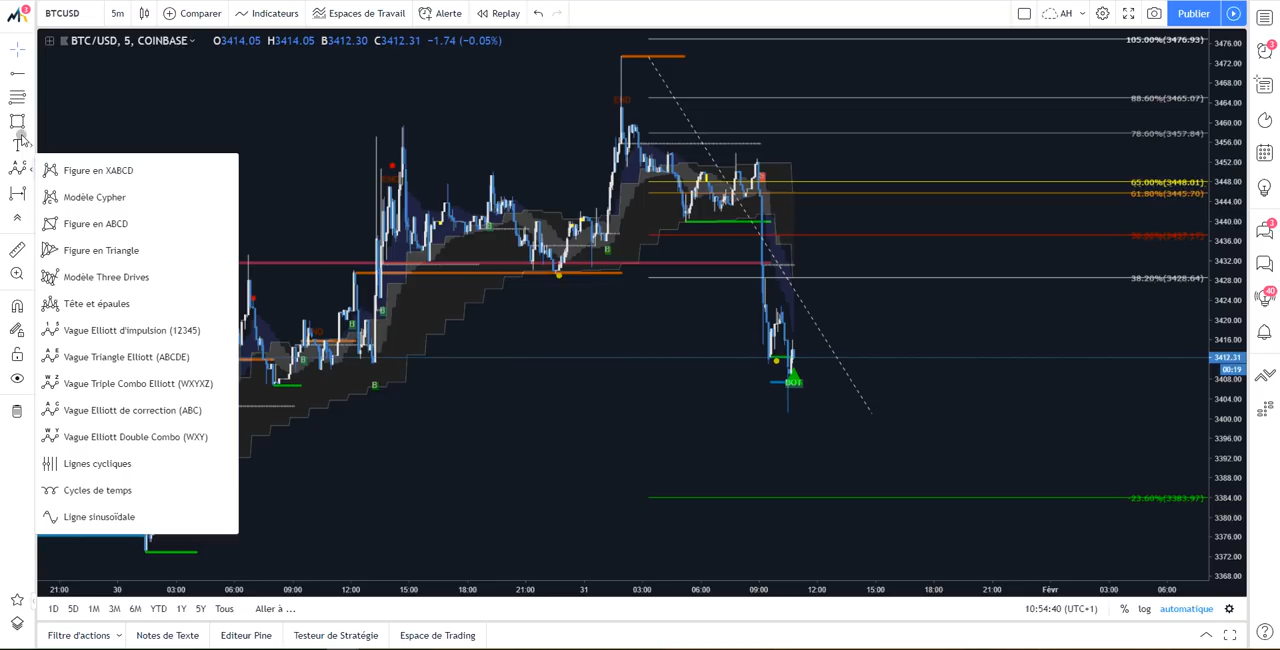 3
BTCUSD
5m
Comparer
Indicateurs
Espaces de Travail
Alerte
Replay
AH
Publier
BTC/USD, 5, COINBASE
O3414.05 H3414.05 B3412.30 C3412.31 -1.74 (-0.05%)
105.00%(3476.93)
88.60%(3465.07)
78.60%(3457.84)
65.00%(3448.01)
61.80%(3445.70)
38.20%(3428.64)
-23.60%(3383.97)
3476.00
3472.00
3468.00
3464.00
3460.00
3456.00
3452.00
3448.00
3444.00
3440.00
3436.00
3432.00
3428.00
3424.00
3420.00
3416.00
3412.31
00:19
3408.00
3404.00
3400.00
3396.00
3392.00
3388.00
3384.00
3380.00
3376.00
3372.00
3368.00
3
3
40
Figure en XABCD
Modèle Cypher
Figure en ABCD
Figure en Triangle
Modèle Three Drives
Tête et épaules
Vague Elliott d'impulsion (12345)
Vague Triangle Elliott (ABCDE)
Vague Triple Combo Elliott (WXYXZ)
Vague Elliott de correction (ABC)
Vague Elliott Double Combo (WXY)
Lignes cycliques
Cycles de temps
Ligne sinusoïdale
END
B
B
B
B
B
B
BOT
21:00 30 03:00 06:00 09:00 12:00 15:00 18:00 21:00 31 03:00 06:00 09:00 12:00 15:00 18:00 21:00 Févr 03:00 06:00
1D 5D 1M 3M 6M YTD 1Y 5Y Tous Aller à ...
10:54:40 (UTC+1) % log automatique
Filtre d'actions
Notes de Texte
Editeur Pine
Testeur de Stratégie
Espace de Trading